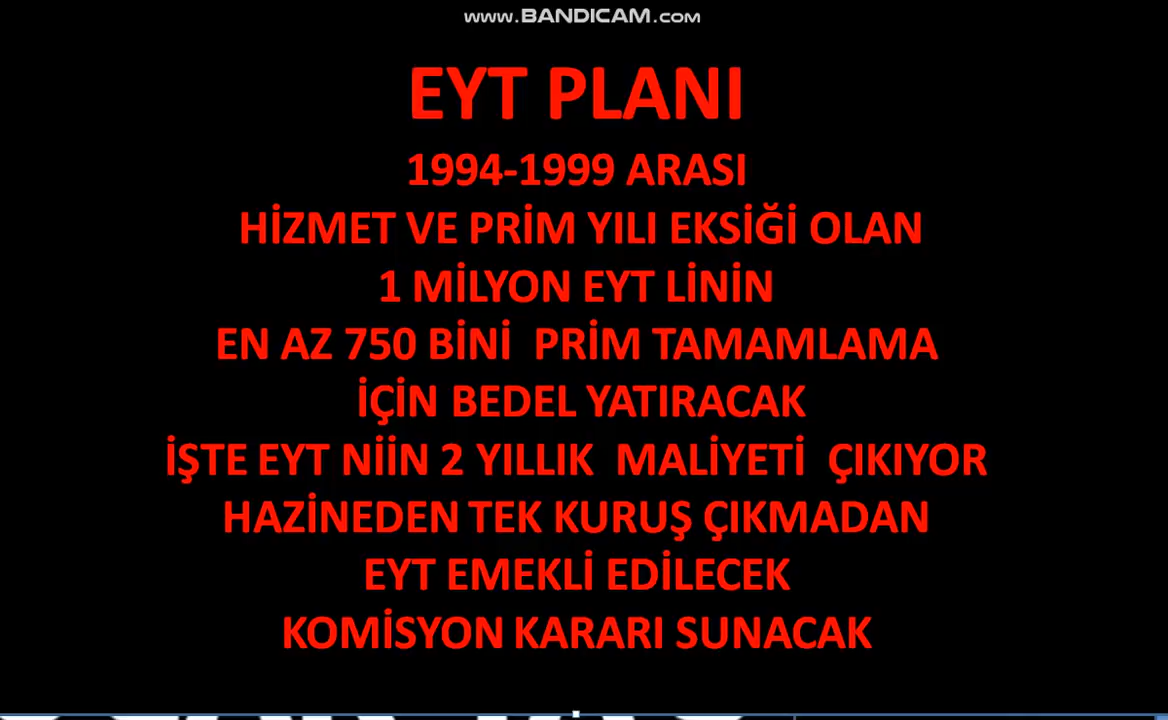 www.BANDICAM.com
EYT PLANI
1994-1999 ARASI
HİZMET VE PRİM YILI EKSİĞİ OLAN
1 MİLYON EYT LİNİN
EN AZ 750 BİNİ PRİM TAMAMLAMA
İÇİN BEDEL YATIRACAK
İŞTE EYT NİİN 2 YILLIK MALİYETİ ÇIKIYOR
HAZİNEDEN TEK KURUŞ ÇIKMADAN
EYT EMEKLİ EDİLECEK
KOMİSYON KARARI SUNACAK